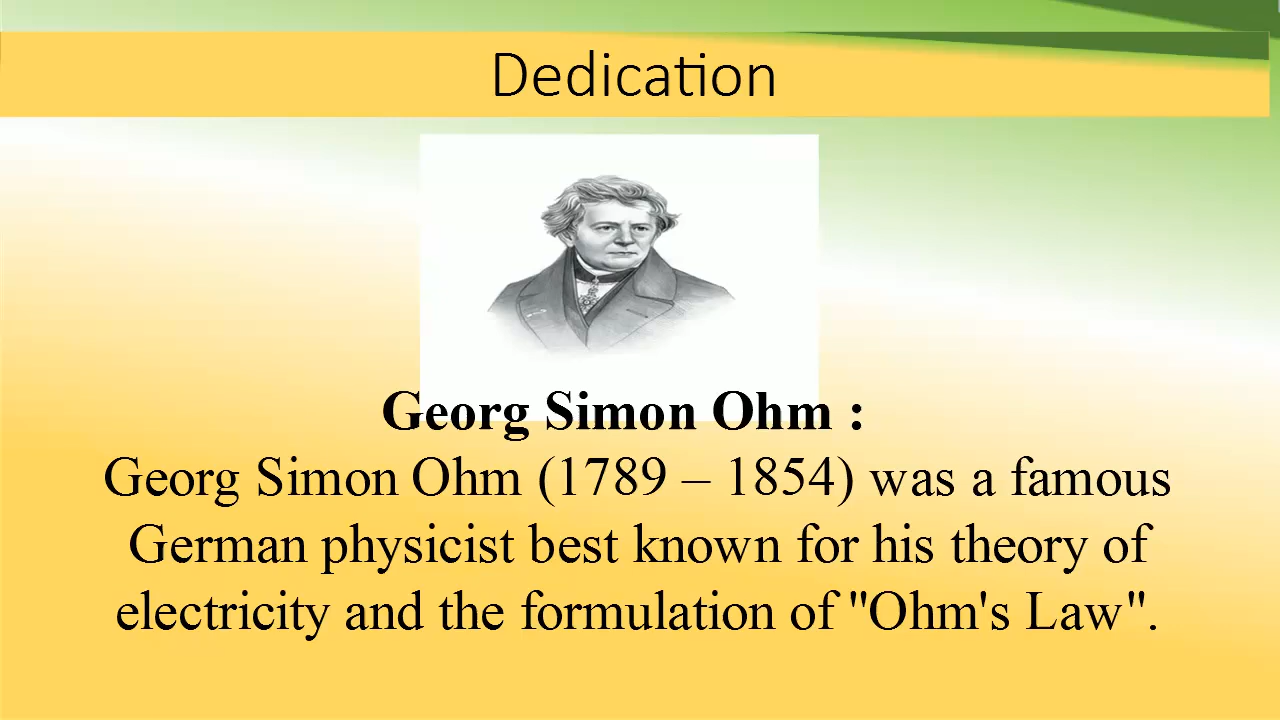 Dedication
Georg Simon Ohm :
Georg Simon Ohm (1789 – 1854) was a famous
German physicist best known for his theory of
electricity and the formulation of "Ohm's Law".